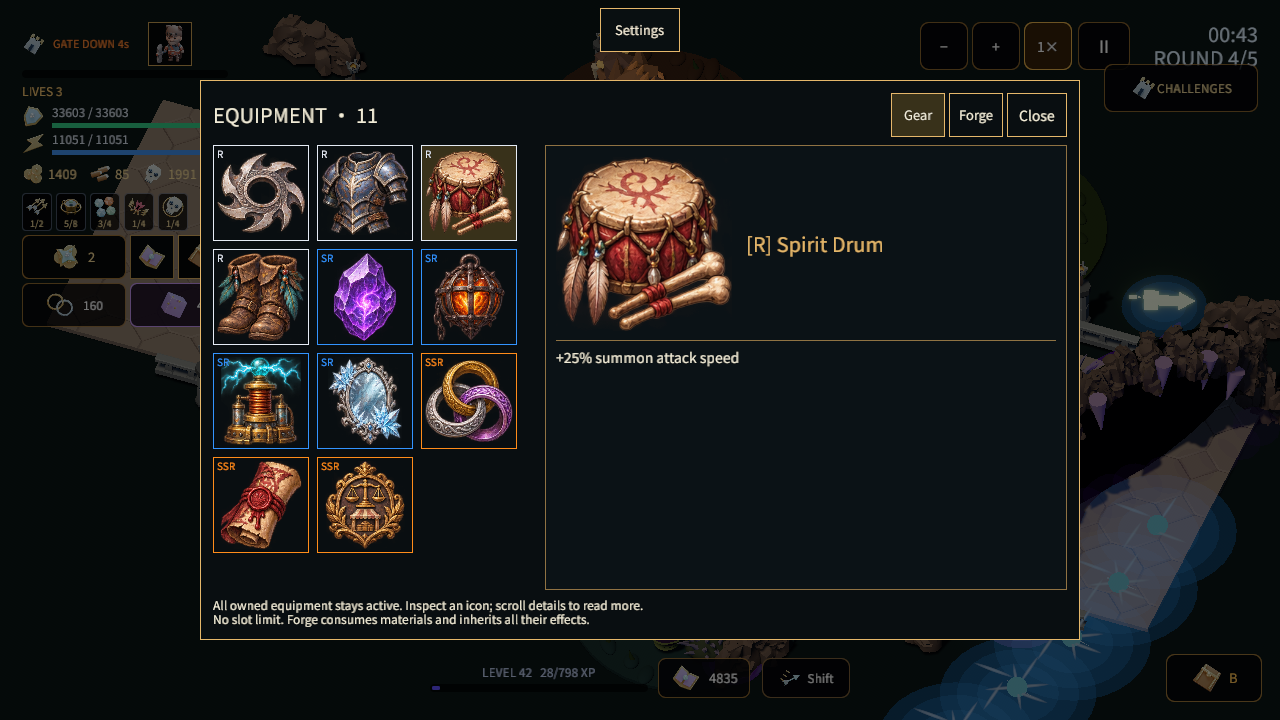 Settings
GATE DOWN 4s
00:43
ROUND 4/5
− + 1× II
CHALLENGES
LIVES 3
33603 / 33603
11051 / 11051
1409 85 1991
1/2 5/8 3/4 1/4 1/4
2
160
EQUIPMENT • 11
Gear Forge Close
R R R
R SR SR
SR SR SSR
SSR SSR
[R] Spirit Drum
+25% summon attack speed
All owned equipment stays active. Inspect an icon; scroll details to read more.
No slot limit. Forge consumes materials and inherits all their effects.
LEVEL 42 28/798 XP
4835
Shift
B